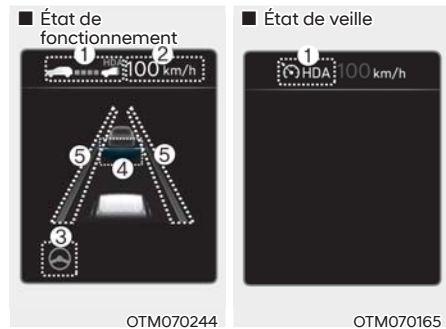 ■ État de
fonctionnement
① HDA ② 100 km/h
⑤ ④ ⑤
③
OTM070244
■ État de veille
① HDA 100 km/h
OTM070165